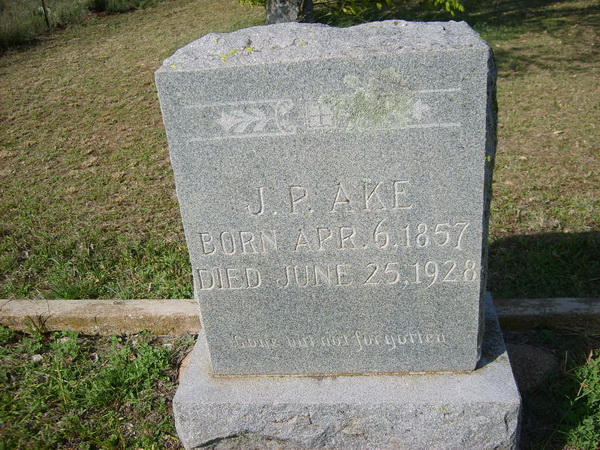 J. P. AKE
BORN APR. 6, 1857
DIED JUNE 25, 1928
Gone but not forgotten